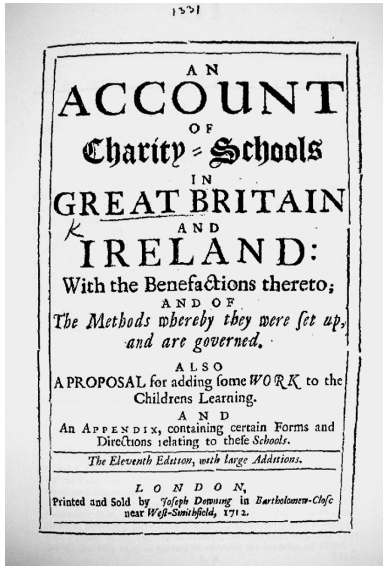 1331
AN
ACCOUNT
OF
Charity-Schools
IN
GREAT BRITAIN
AND
K
IRELAND:
With the Benefactions thereto;
AND OF
The Methods whereby they were ſet up,
and are governed.
ALSO
A PROPOSAL for adding ſome WORK to the
Childrens Learning.
AND
An APPENDIX, containing certain Forms and
Directions relating to theſe Schools.
The Eleventh Edition, with large Additions.
LONDON,
Printed and Sold by Joſeph Downing in Bartholomew-Cloſe
near Weſt-Smithfield, 1712.